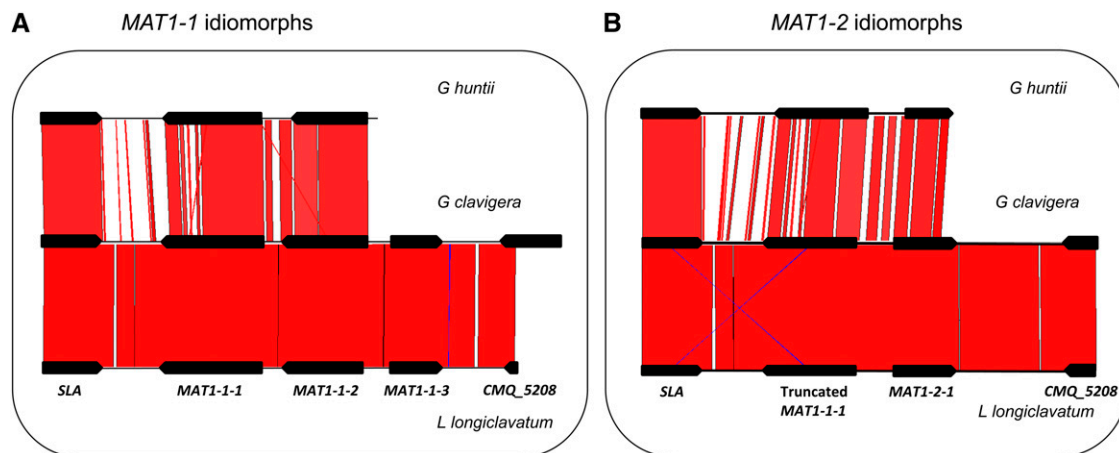 A
MAT1-1 idiomorphs
G huntii
G clavigera
SLA
MAT1-1-1
MAT1-1-2
MAT1-1-3
CMQ_5208
L longiclavatum
B
MAT1-2 idiomorphs
G huntii
G clavigera
SLA
Truncated
MAT1-1-1
MAT1-2-1
CMQ_5208
L longiclavatum